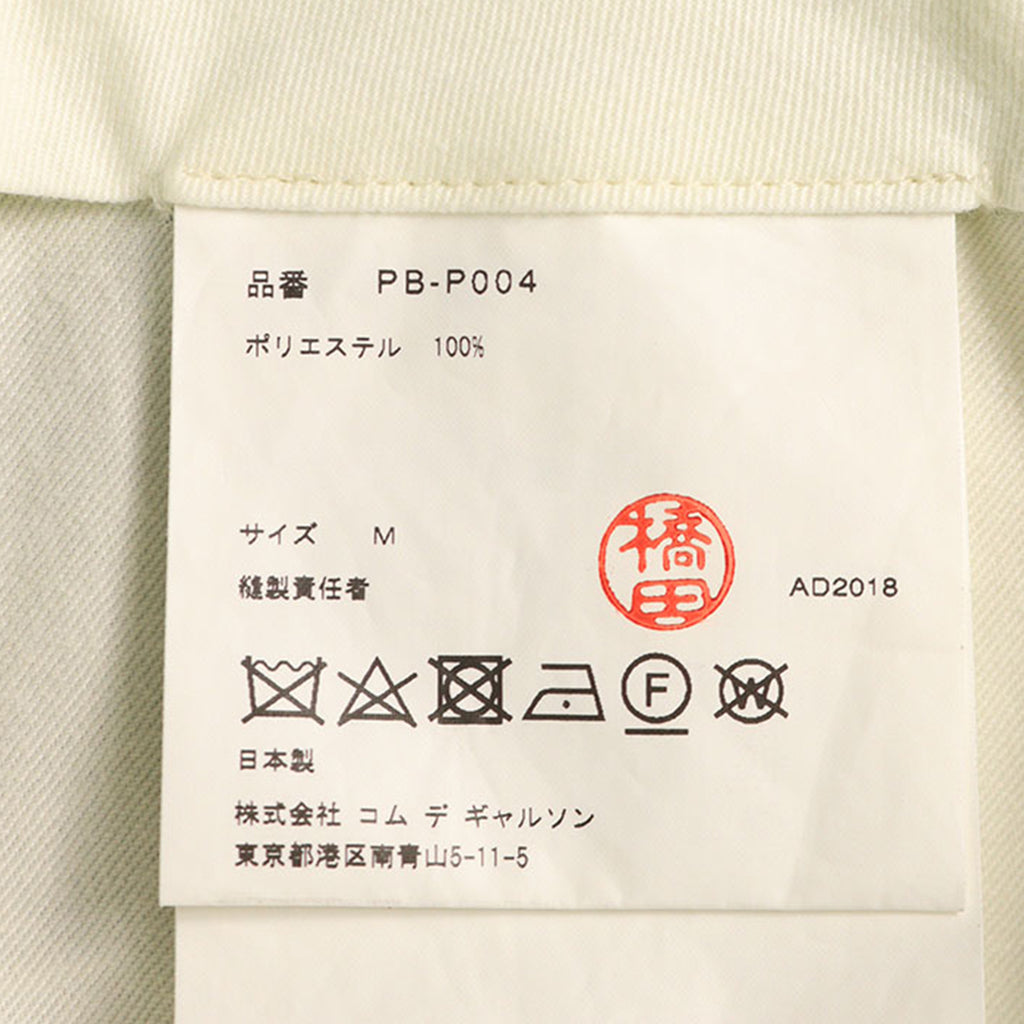 品番 PB-P004
ポリエステル 100%
サイズ M
縫製責任者 橋田 AD2018
F W
日本製
株式会社 コム デ ギャルソン
東京都港区南青山5-11-5